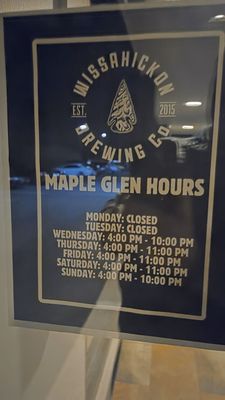 WISSAHICKON
EST. 2015
BREWING CO.
MAPLE GLEN HOURS
MONDAY: CLOSED
TUESDAY: CLOSED
WEDNESDAY: 4:00 PM - 10:00 PM
THURSDAY: 4:00 PM - 11:00 PM
FRIDAY: 4:00 PM - 11:00 PM
SATURDAY: 4:00 PM - 11:00 PM
SUNDAY: 4:00 PM - 10:00 PM